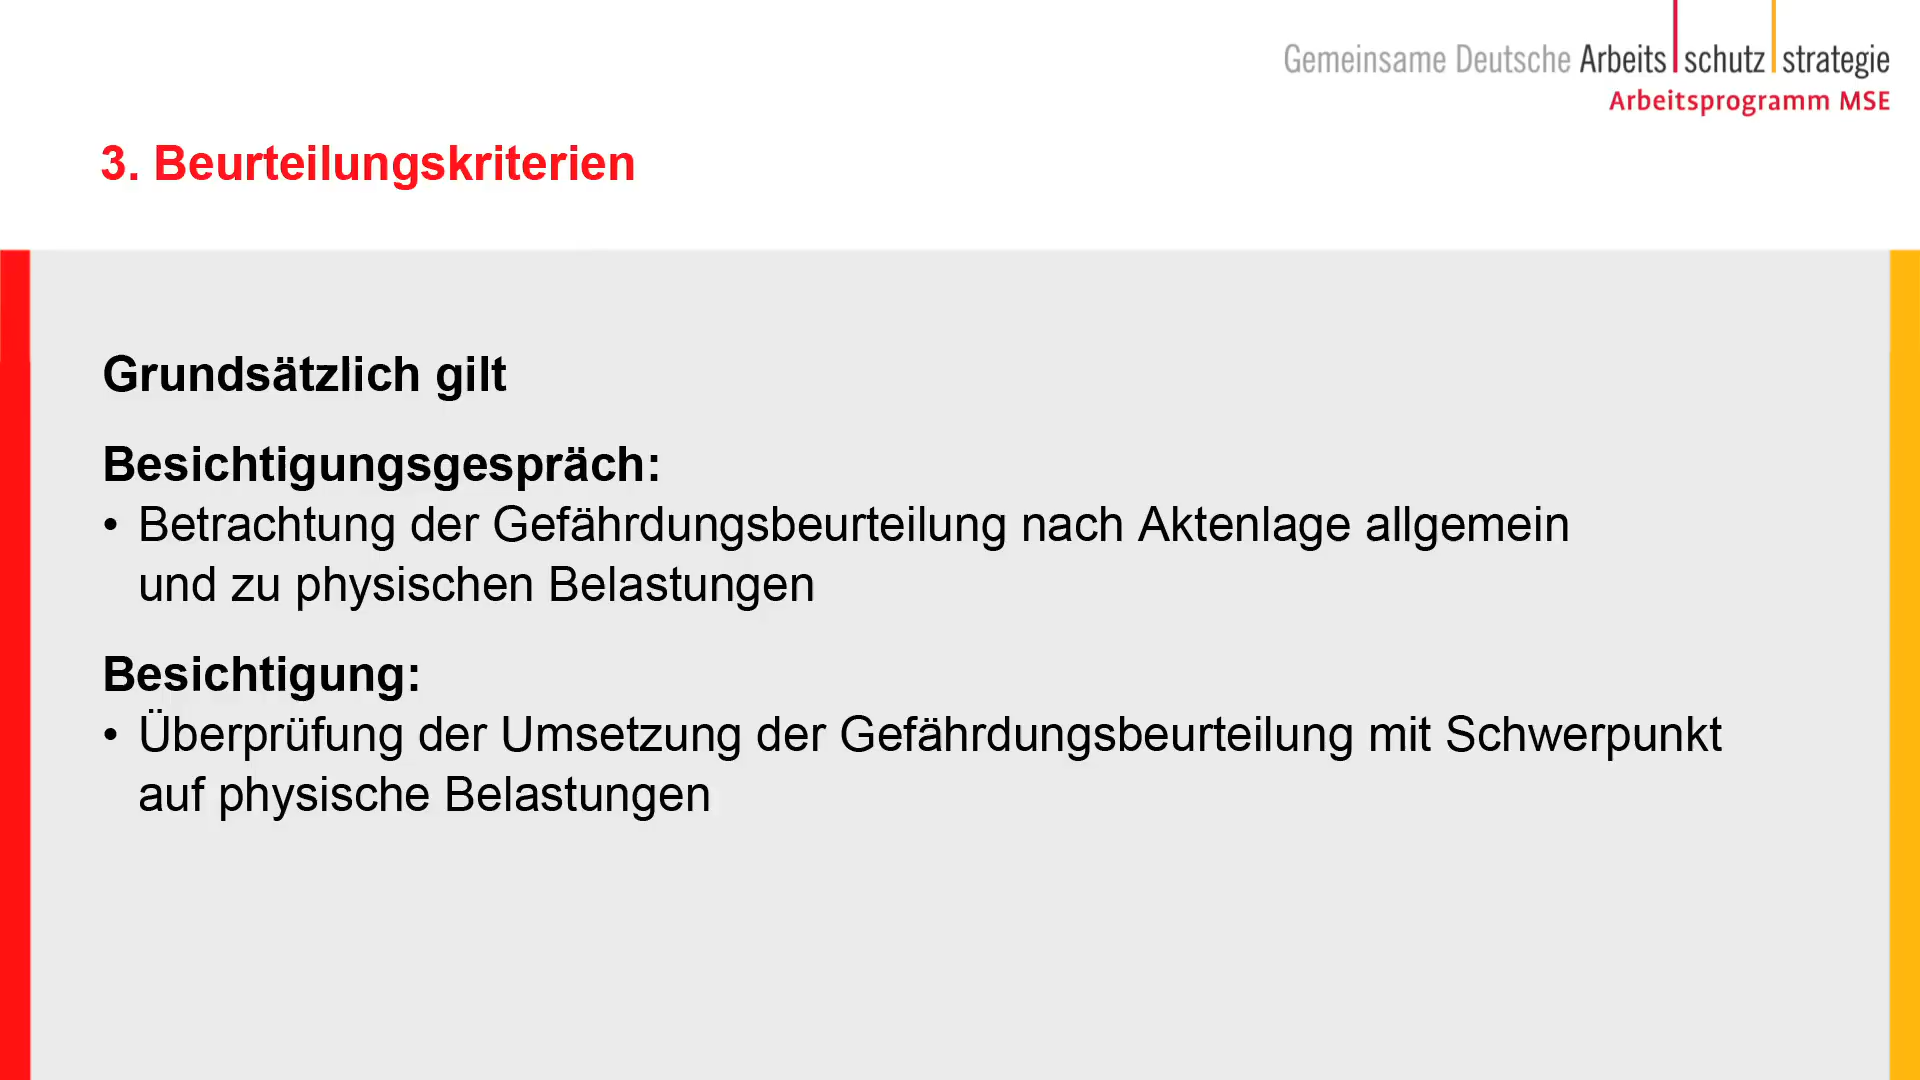 Gemeinsame Deutsche Arbeits schutz strategie
Arbeitsprogramm MSE
3. Beurteilungskriterien
Grundsätzlich gilt
Besichtigungsgespräch:
• Betrachtung der Gefährdungsbeurteilung nach Aktenlage allgemein
und zu physischen Belastungen
Besichtigung:
• Überprüfung der Umsetzung der Gefährdungsbeurteilung mit Schwerpunkt
auf physische Belastungen